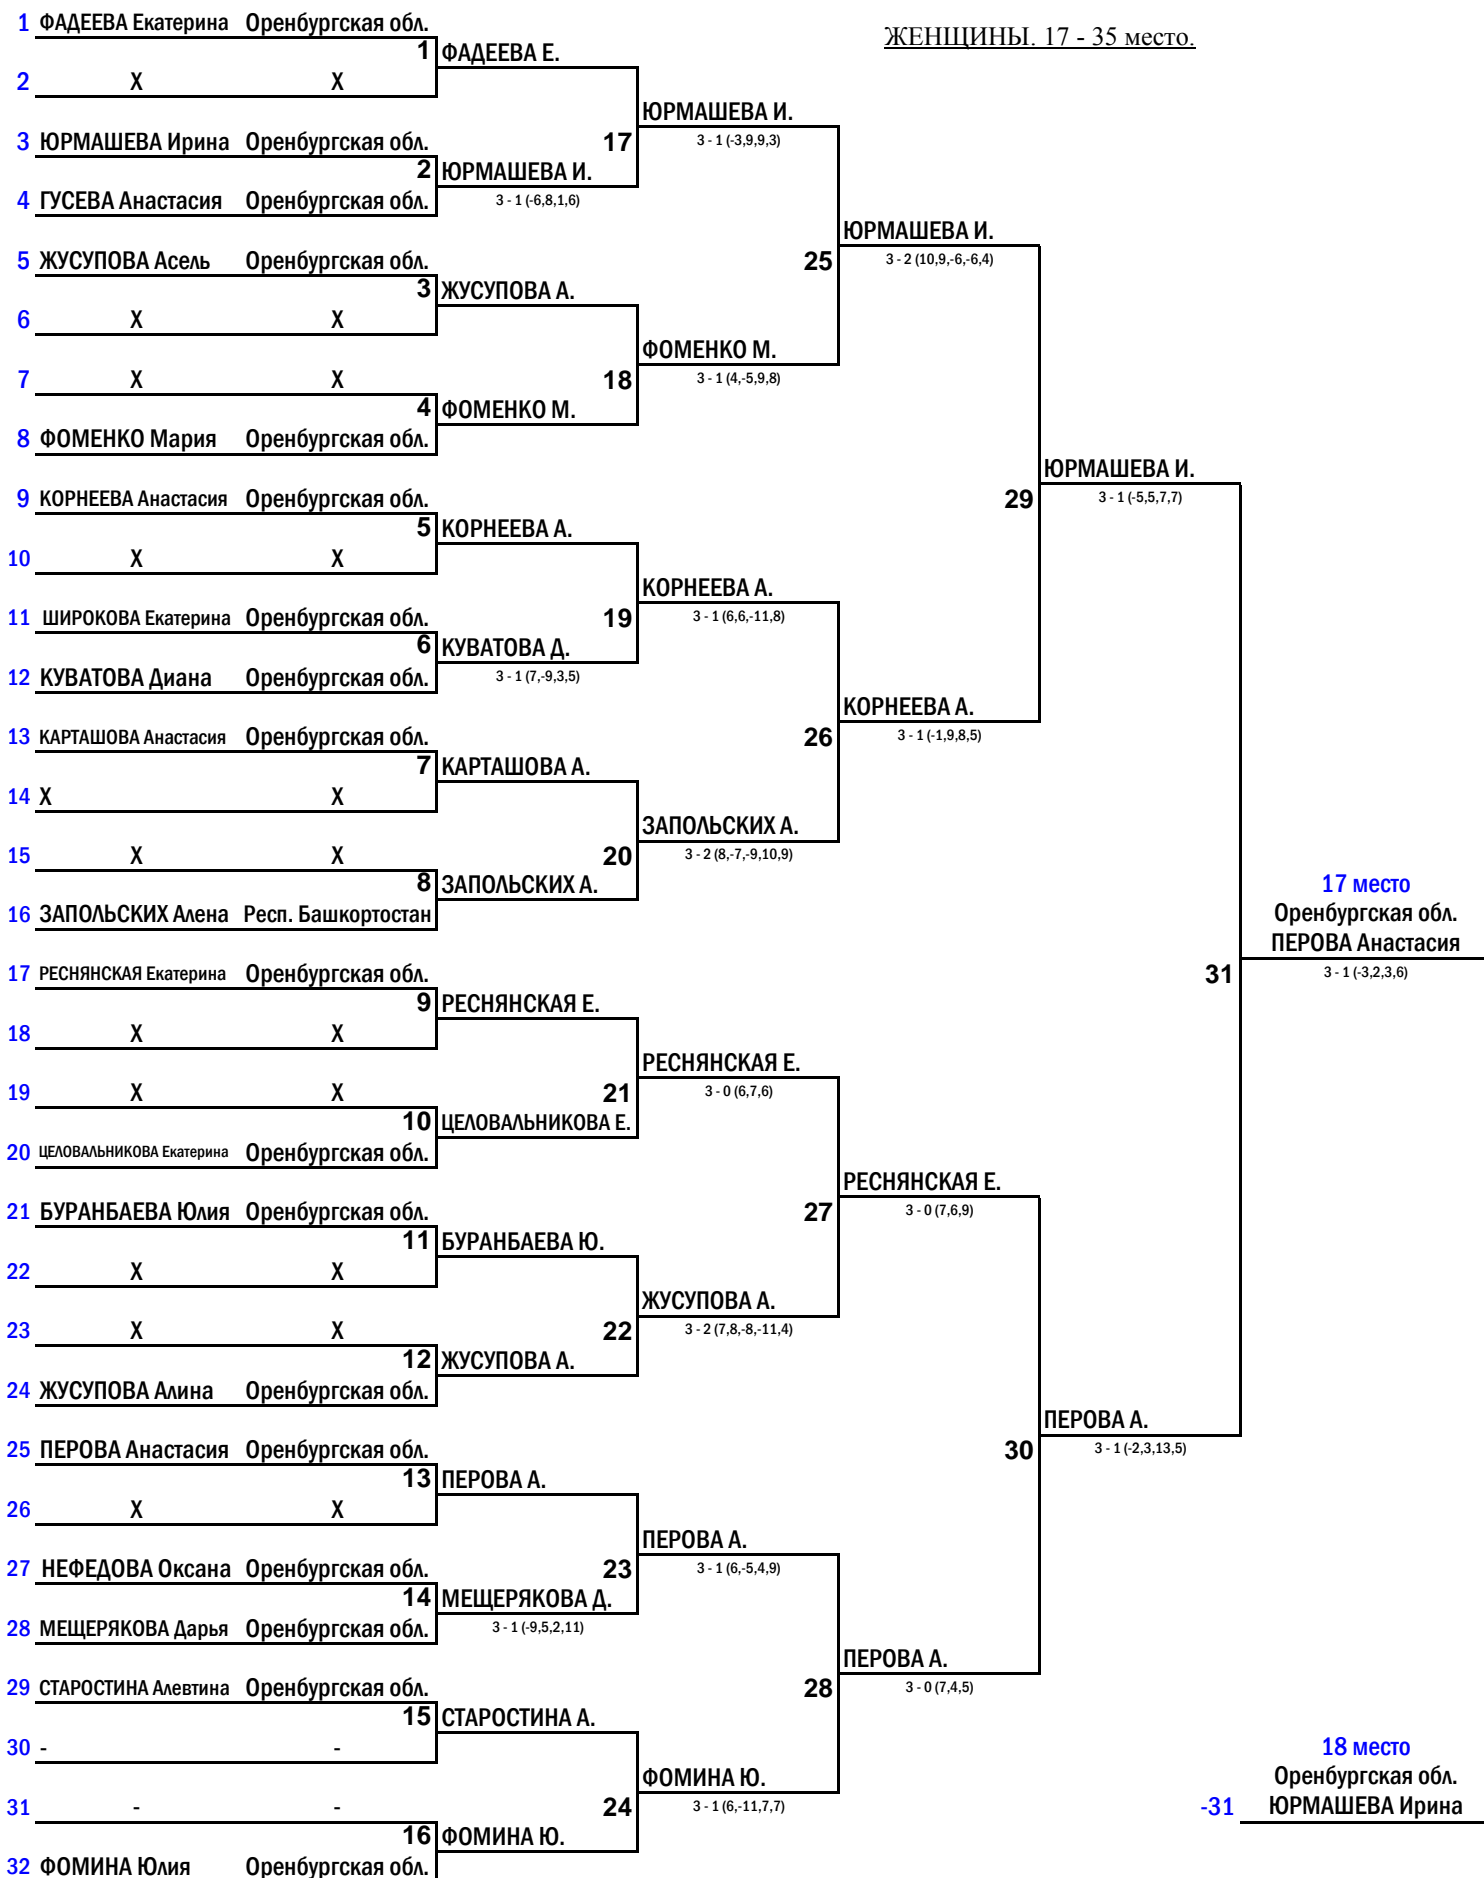 1 ФАДЕЕВА Екатерина Оренбургская обл.
ЖЕНЩИНЫ. 17 - 35 место.
1 ФАДЕЕВА Е.
2 X X
ЮРМАШЕВА И.
3 ЮРМАШЕВА Ирина Оренбургская обл.
17 3 - 1 (-3,9,9,3)
2 ЮРМАШЕВА И.
4 ГУСЕВА Анастасия Оренбургская обл.
3 - 1 (-6,8,1,6)
ЮРМАШЕВА И.
5 ЖУСУПОВА Асель Оренбургская обл.
25 3 - 2 (10,9,-6,-6,4)
3 ЖУСУПОВА А.
6 X X
ФОМЕНКО М.
7 X X
18 3 - 1 (4,-5,9,8)
4 ФОМЕНКО М.
8 ФОМЕНКО Мария Оренбургская обл.
ЮРМАШЕВА И.
9 КОРНЕЕВА Анастасия Оренбургская обл.
29 3 - 1 (-5,5,7,7)
5 КОРНЕЕВА А.
10 X X
КОРНЕЕВА А.
11 ШИРОКОВА Екатерина Оренбургская обл.
19 3 - 1 (6,6,-11,8)
6 КУВАТОВА Д.
12 КУВАТОВА Диана Оренбургская обл.
3 - 1 (7,-9,3,5)
КОРНЕЕВА А.
13 КАРТАШОВА Анастасия Оренбургская обл.
26 3 - 1 (-1,9,8,5)
7 КАРТАШОВА А.
14 X X
ЗАПОЛЬСКИХ А.
15 X X
20 3 - 2 (8,-7,-9,10,9)
8 ЗАПОЛЬСКИХ А.
17 место
16 ЗАПОЛЬСКИХ Алена Респ. Башкортостан
Оренбургская обл.
ПЕРОВА Анастасия
17 РЕСНЯНСКАЯ Екатерина Оренбургская обл.
31 3 - 1 (-3,2,3,6)
9 РЕСНЯНСКАЯ Е.
18 X X
РЕСНЯНСКАЯ Е.
19 X X
21 3 - 0 (6,7,6)
10 ЦЕЛОВАЛЬНИКОВА Е.
20 ЦЕЛОВАЛЬНИКОВА Екатерина Оренбургская обл.
РЕСНЯНСКАЯ Е.
21 БУРАНБАЕВА Юлия Оренбургская обл.
27 3 - 0 (7,6,9)
11 БУРАНБАЕВА Ю.
22 X X
ЖУСУПОВА А.
23 X X
22 3 - 2 (7,8,-8,-11,4)
12 ЖУСУПОВА А.
24 ЖУСУПОВА Алина Оренбургская обл.
ПЕРОВА А.
25 ПЕРОВА Анастасия Оренбургская обл.
30 3 - 1 (-2,3,13,5)
13 ПЕРОВА А.
26 X X
ПЕРОВА А.
27 НЕФЕДОВА Оксана Оренбургская обл.
23 3 - 1 (6,-5,4,9)
14 МЕЩЕРЯКОВА Д.
28 МЕЩЕРЯКОВА Дарья Оренбургская обл.
3 - 1 (-9,5,2,11)
ПЕРОВА А.
29 СТАРОСТИНА Алевтина Оренбургская обл.
28 3 - 0 (7,4,5)
15 СТАРОСТИНА А.
30 - -
18 место
ФОМИНА Ю.
Оренбургская обл.
31 - -
24 3 - 1 (6,-11,7,7)
-31 ЮРМАШЕВА Ирина
16 ФОМИНА Ю.
32 ФОМИНА Юлия Оренбургская обл.